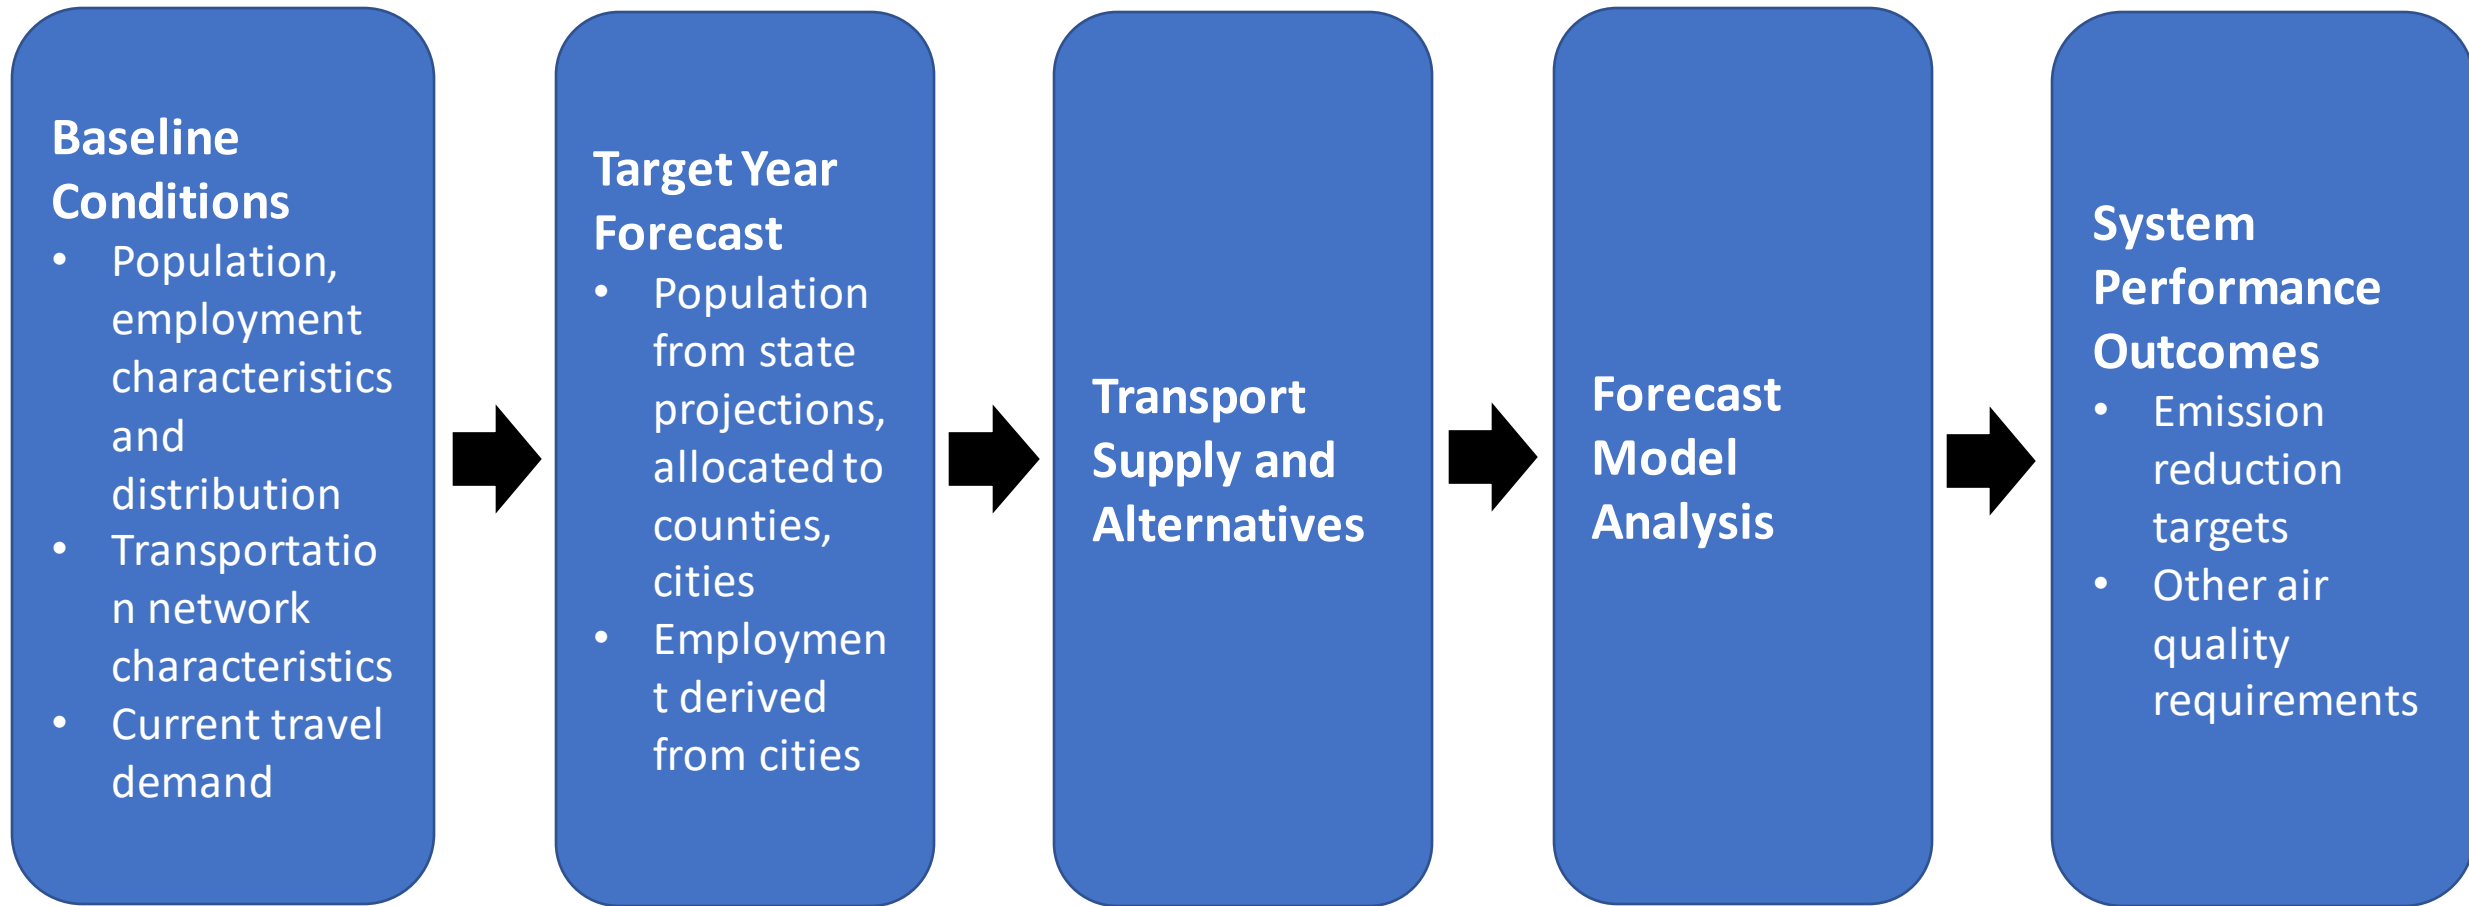 Baseline
Conditions
• Population,
employment
characteristics
and
distribution
• Transportatio
n network
characteristics
• Current travel
demand
Target Year
Forecast
• Population
from state
projections,
allocated to
counties,
cities
• Employmen
t derived
from cities
Transport
Supply and
Alternatives
Forecast
Model
Analysis
System
Performance
Outcomes
• Emission
reduction
targets
• Other air
quality
requirements